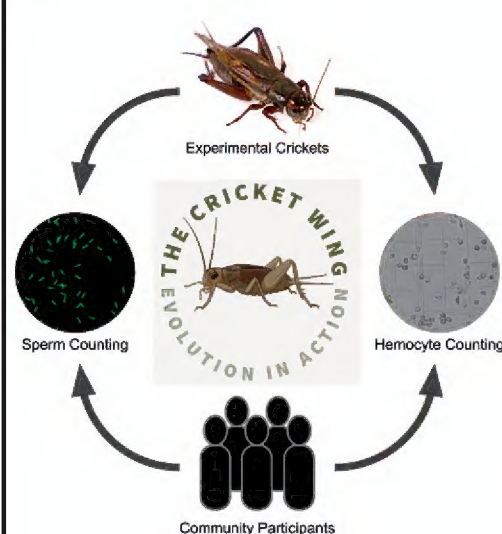 Experimental Crickets
THE CRICKET WING
EVOLUTION IN ACTION
Sperm Counting
Hemocyte Counting
Community Participants